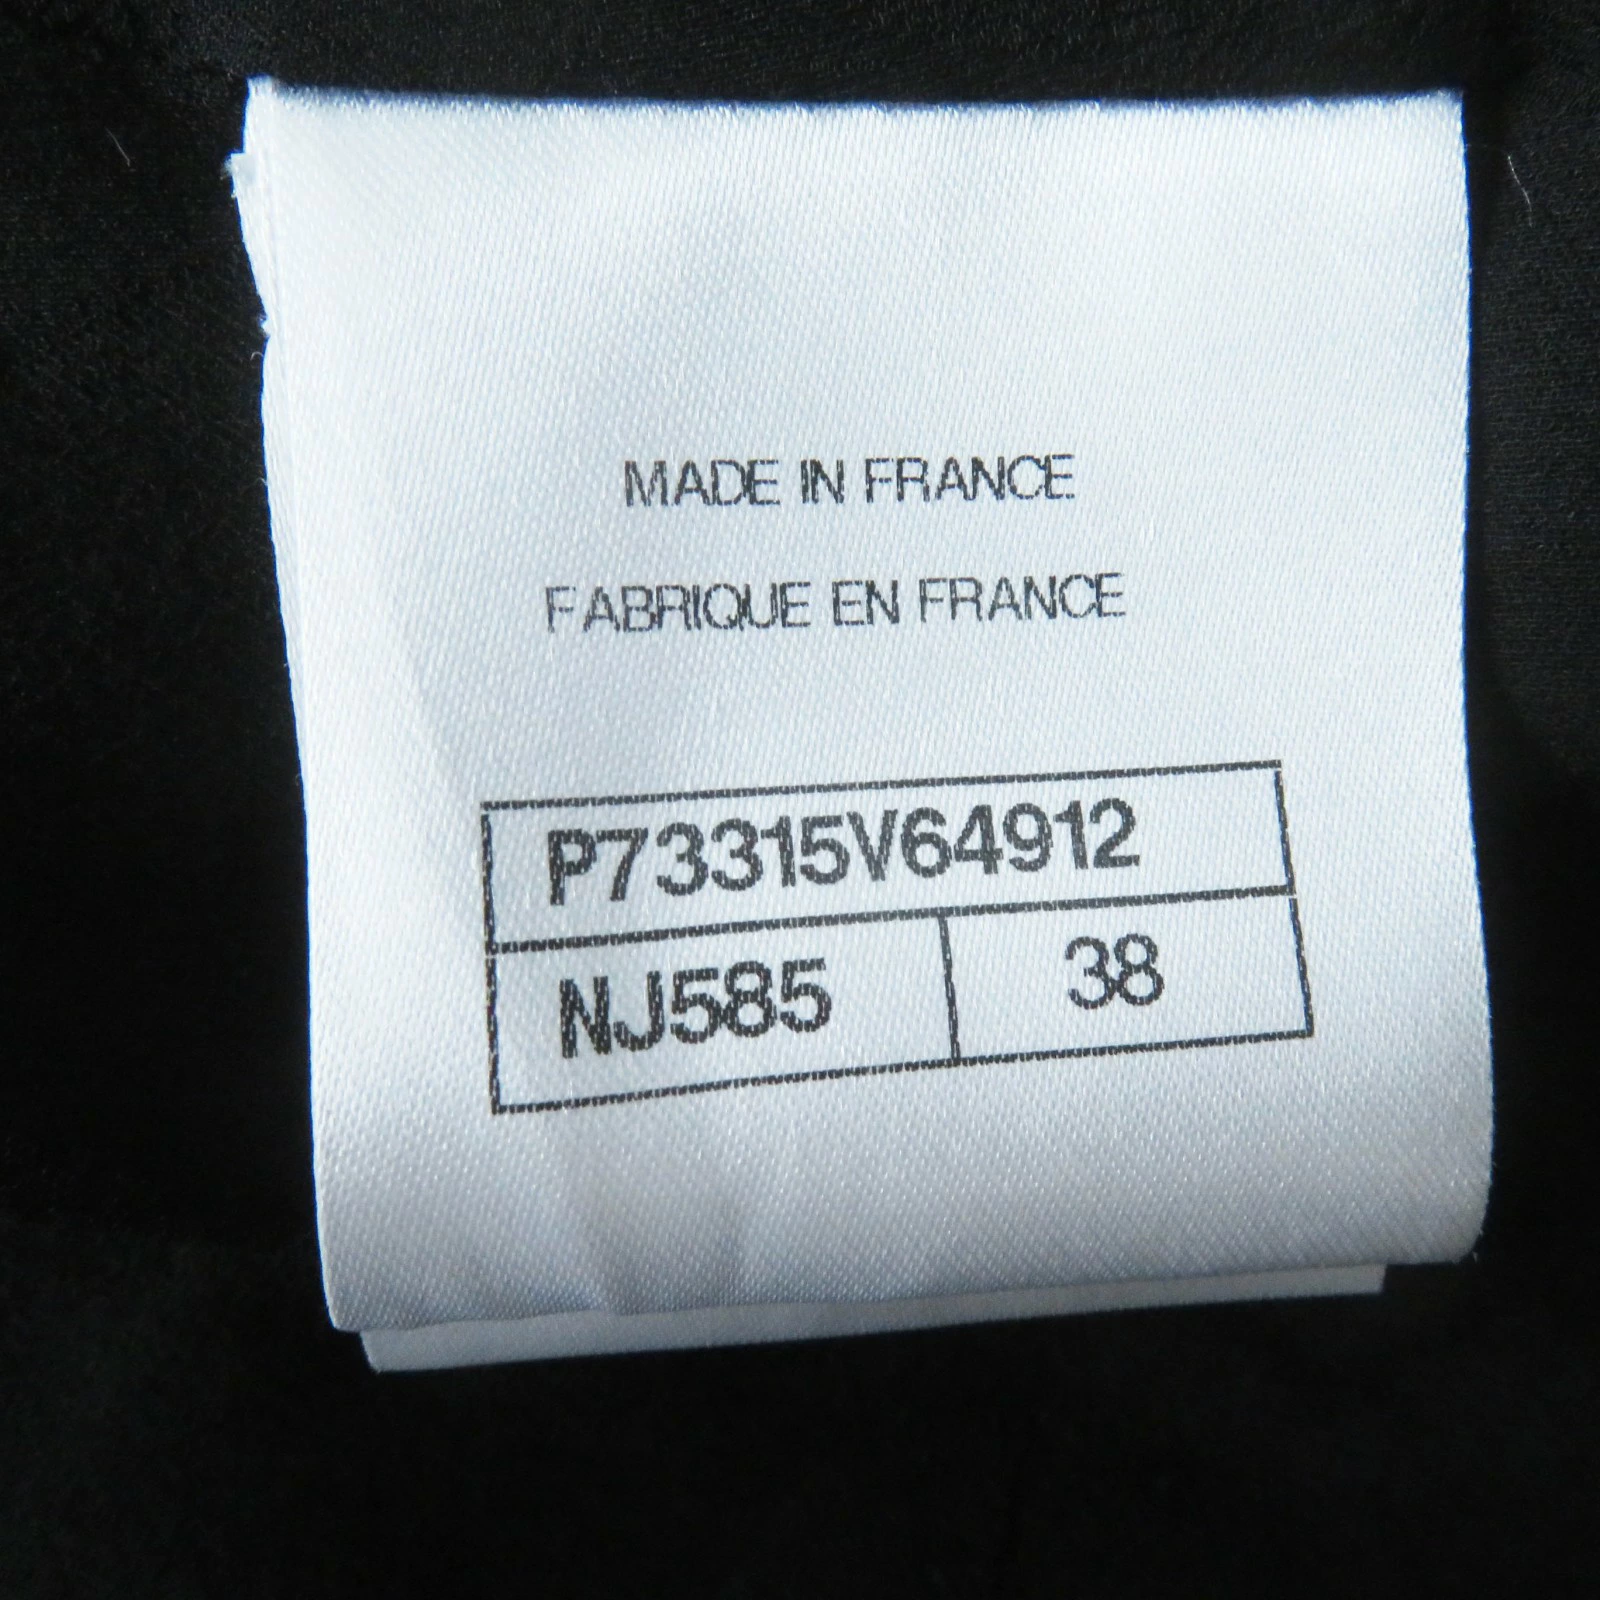 MADE IN FRANCE
FABRIQUE EN FRANCE
P73315V64912
NJ585 38